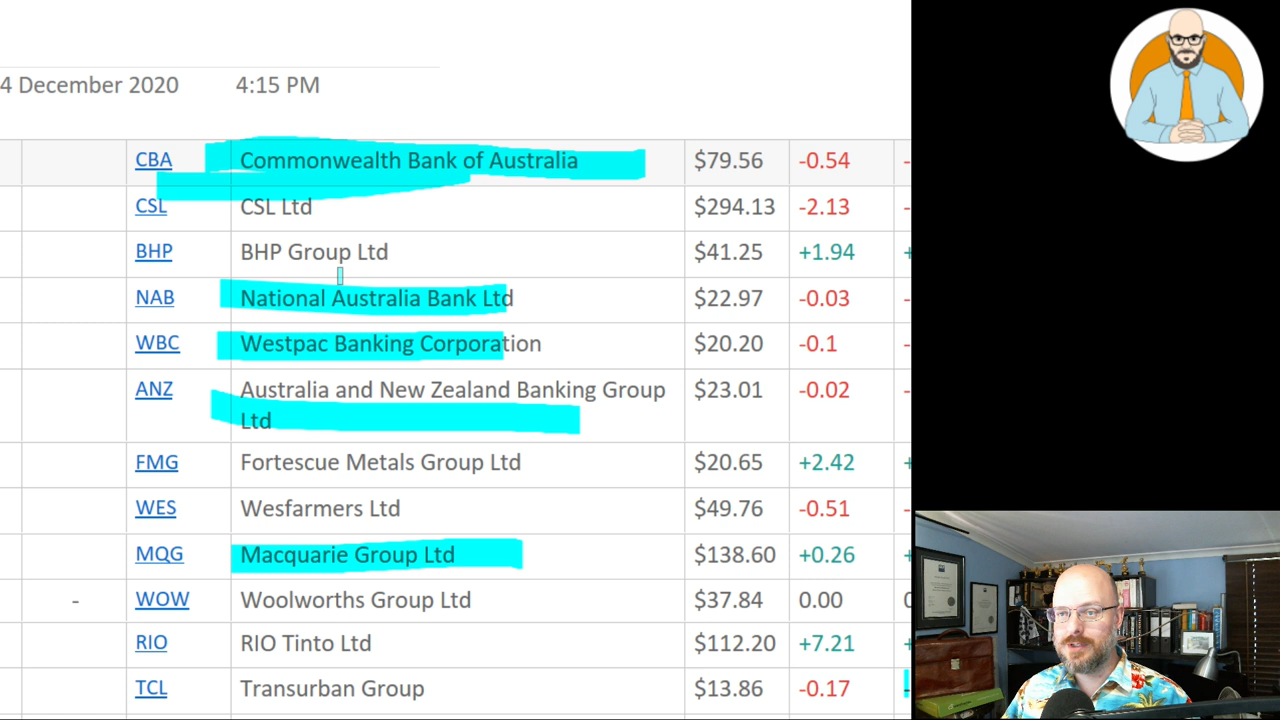 4 December 2020 4:15 PM
CBA Commonwealth Bank of Australia $79.56 -0.54 -
CSL CSL Ltd $294.13 -2.13 -
BHP BHP Group Ltd $41.25 +1.94 +
NAB National Australia Bank Ltd $22.97 -0.03 -
WBC Westpac Banking Corporation $20.20 -0.1 -
ANZ Australia and New Zealand Banking Group $23.01 -0.02 -
Ltd
FMG Fortescue Metals Group Ltd $20.65 +2.42 +
WES Wesfarmers Ltd $49.76 -0.51 -
MQG Macquarie Group Ltd $138.60 +0.26 +
- WOW Woolworths Group Ltd $37.84 0.00 0
RIO RIO Tinto Ltd $112.20 +7.21 +
TCL Transurban Group $13.86 -0.17 -